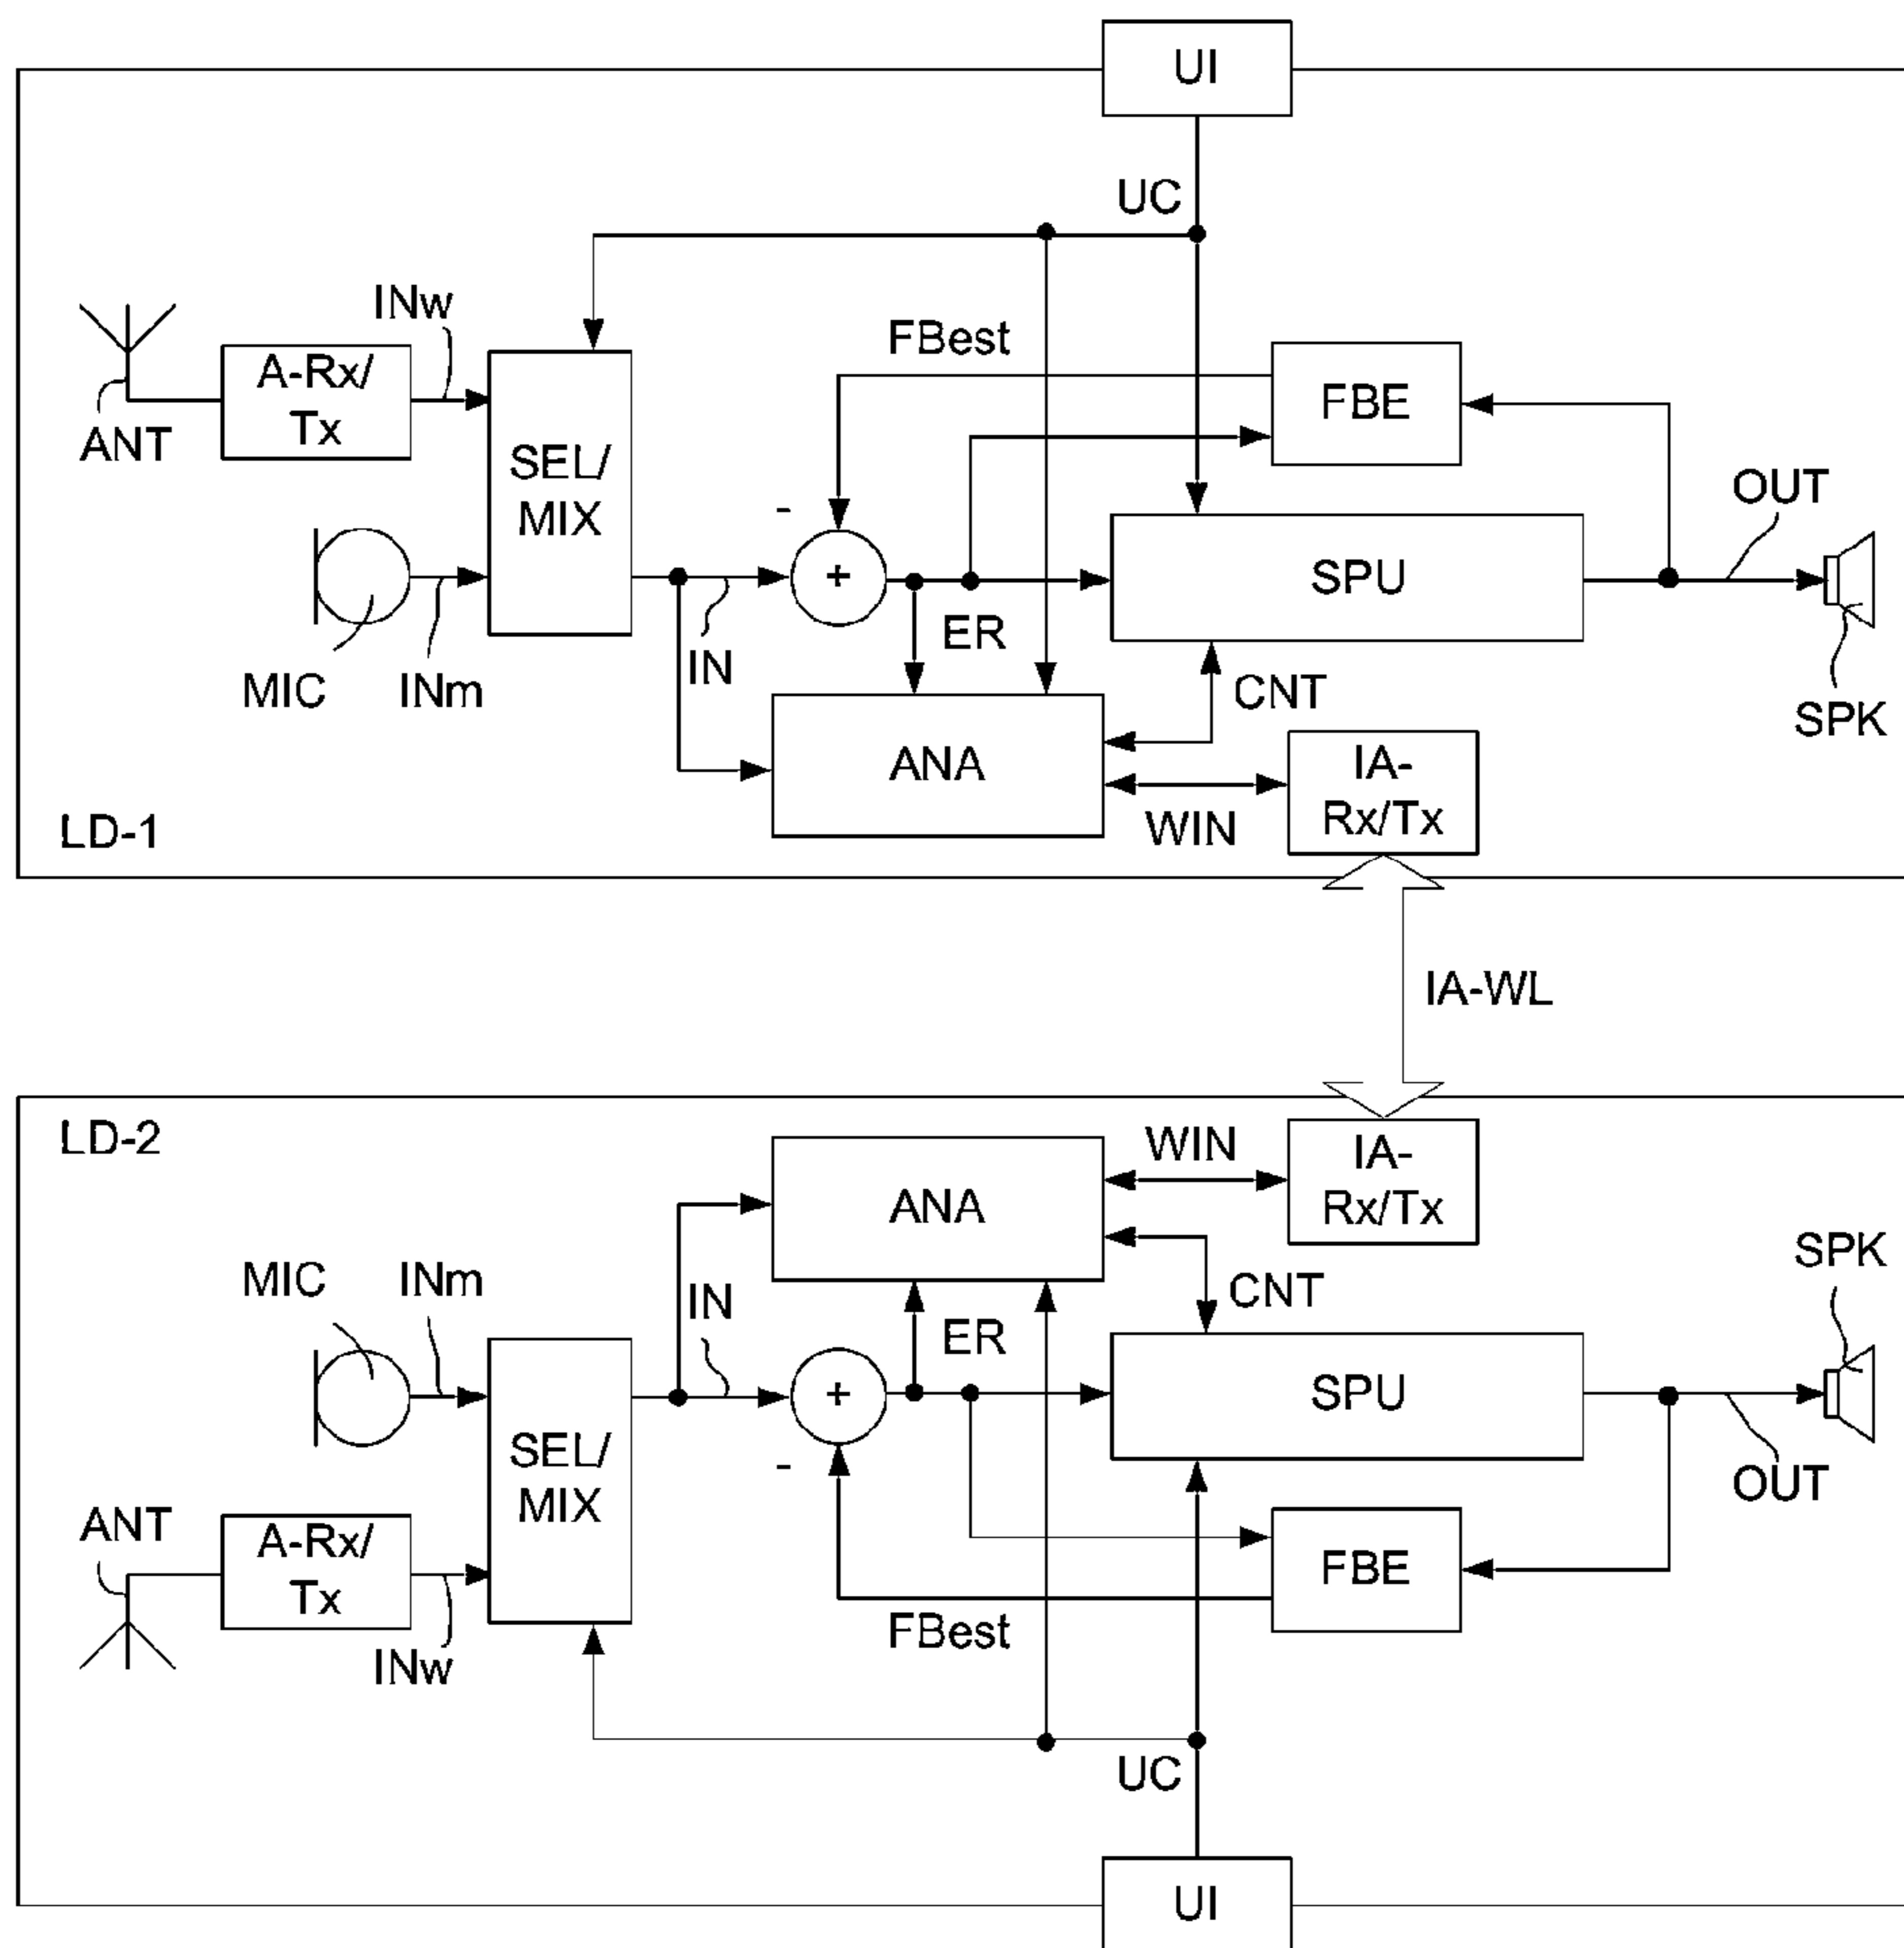 UI
UC
INw
FBest
A-Rx/
Tx
FBE
ANT
SEL/
MIX
OUT
-
+
SPU
ER
IN
MIC
INm
CNT
SPK
ANA
IA-
Rx/Tx
WIN
LD-1
IA-WL
LD-2
WIN
IA-
Rx/Tx
ANA
SPK
MIC
INm
IN
CNT
ER
+
SPU
SEL/
MIX
-
OUT
ANT
A-Rx/
Tx
FBE
FBest
INw
UC
UI